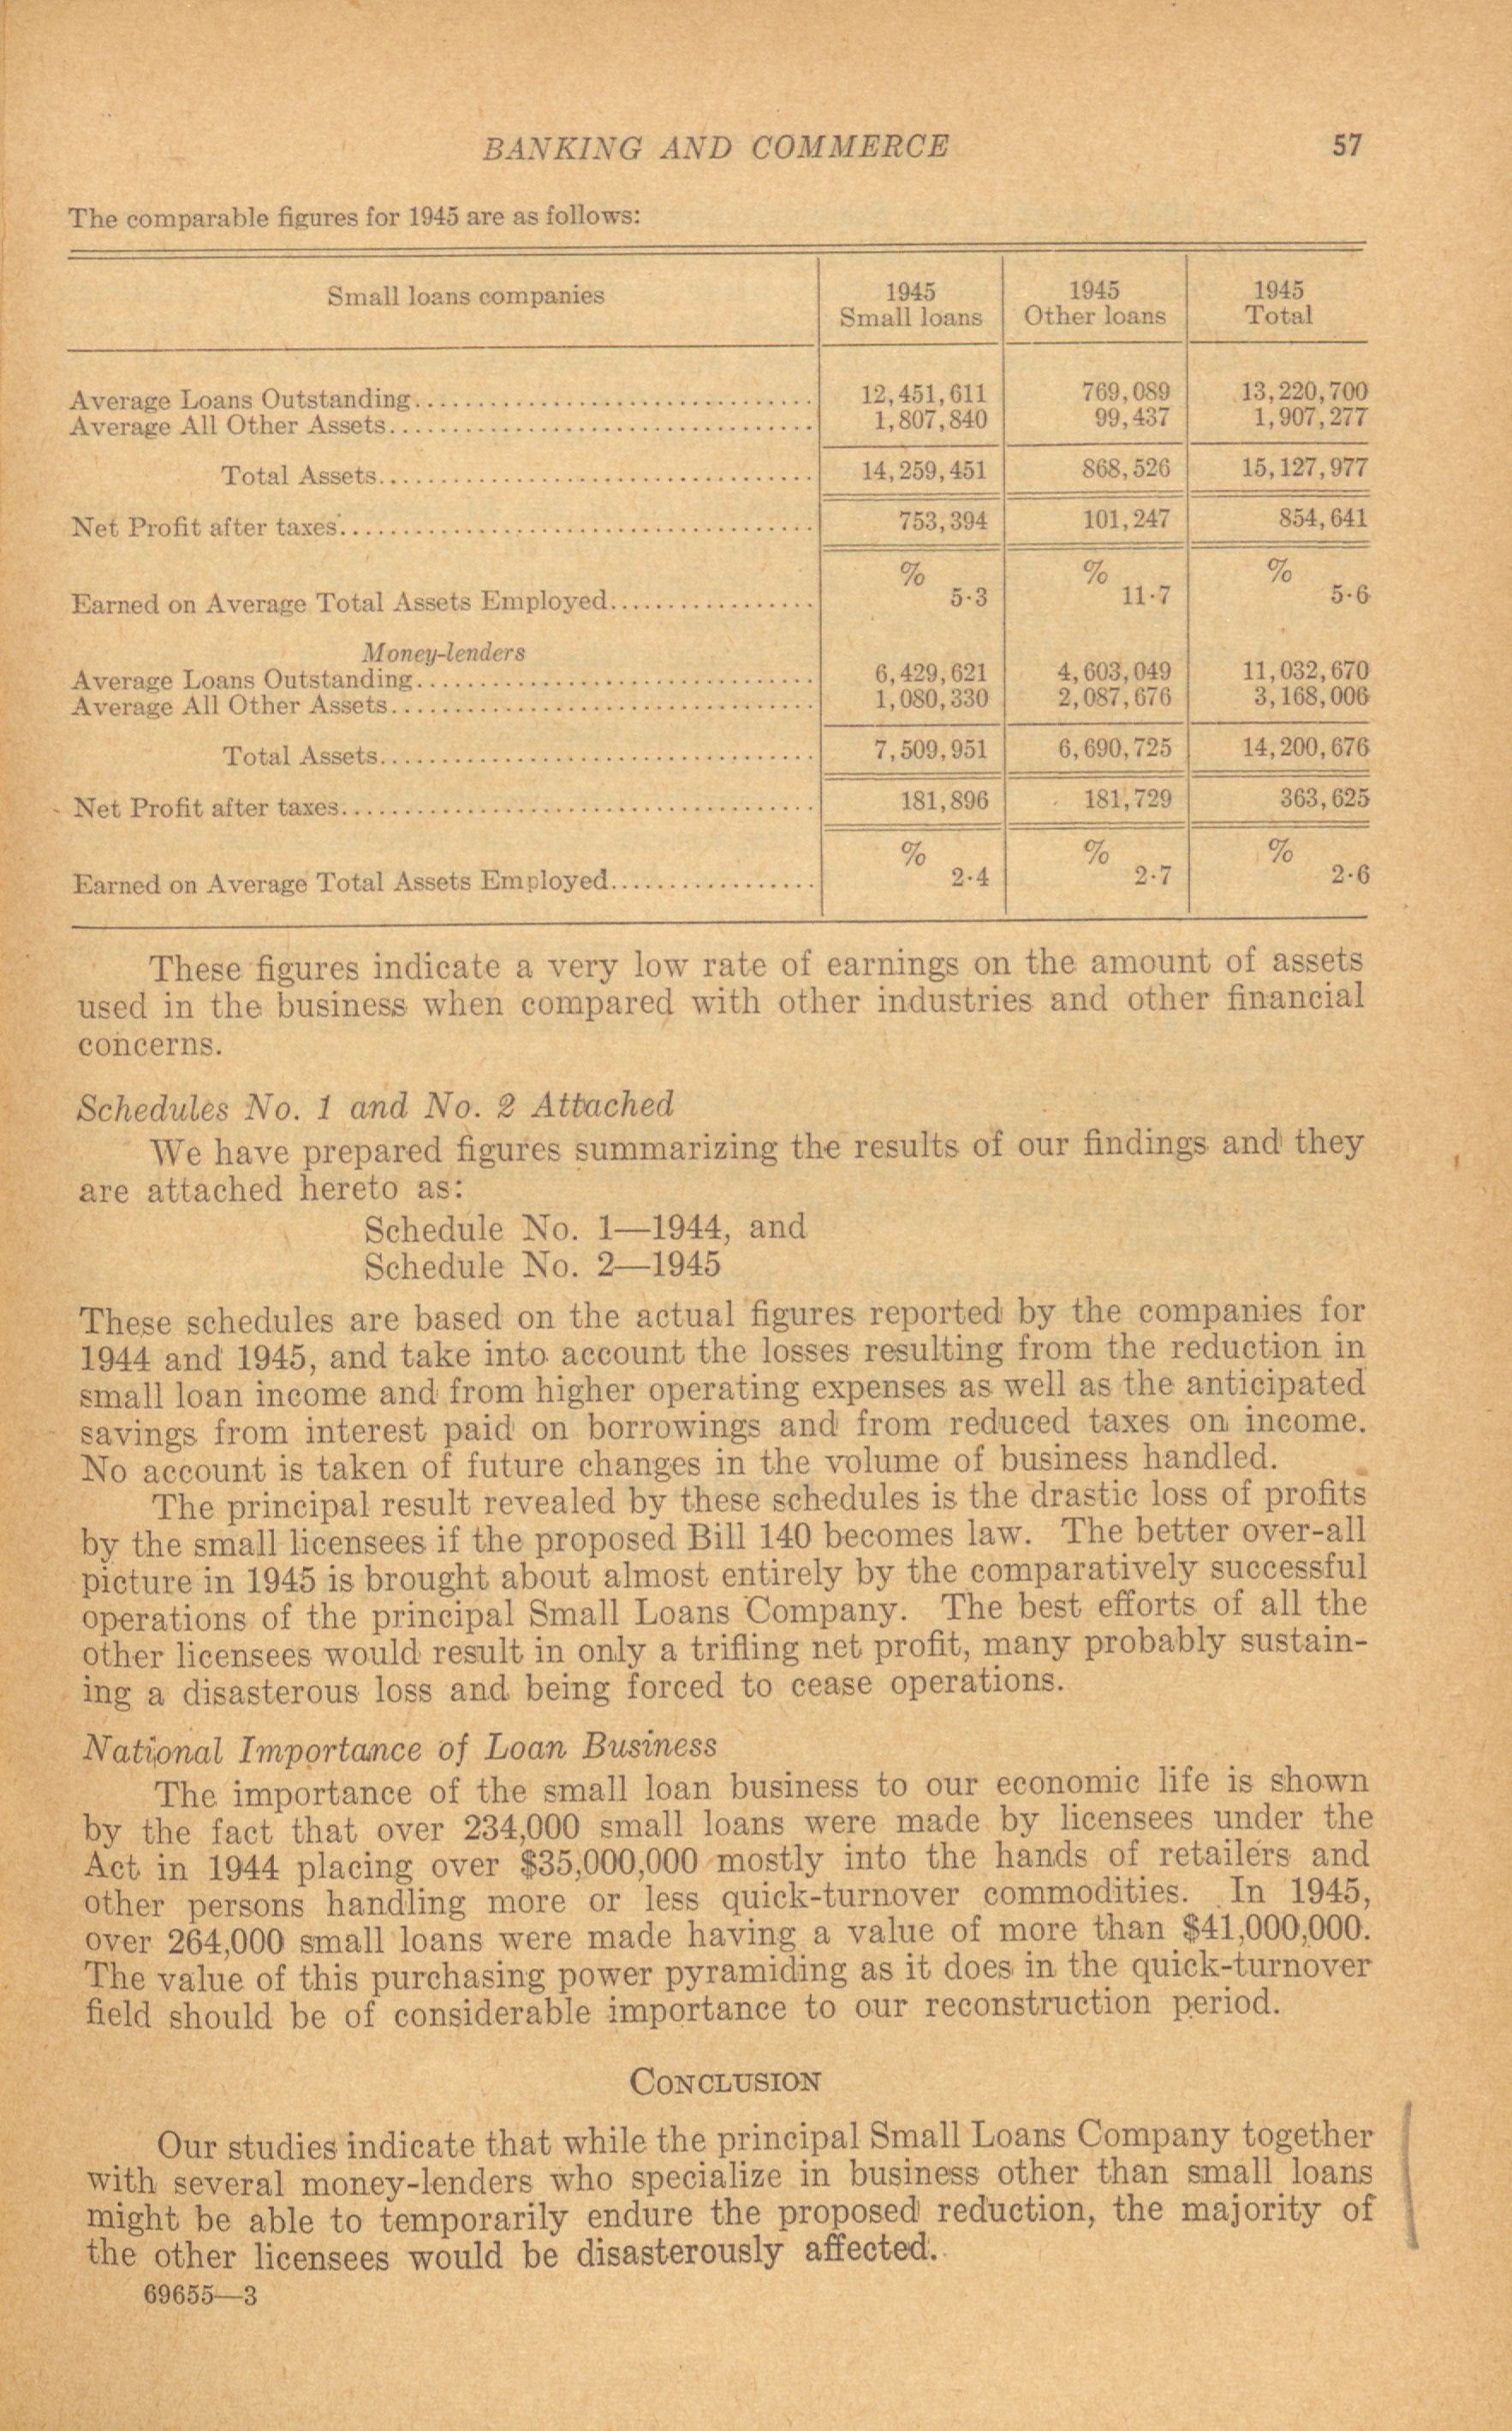 BANKING AND COMMERCE 57
The comparable figures for 1945 are as follows:
Small loans companies 1945 Small loans 1945 Other loans 1945 Total
Average Loans Outstanding 12,451,611 769,089 13,220,700
Average All Other Assets 1,807,840 99,437 1,907,277
Total Assets 14,259,451 868,526 15,127,977
Net Profit after taxes 753,394 101,247 854,641
% % %
Earned on Average Total Assets Employed 5·3 11·7 5·6
Money-lenders
Average Loans Outstanding 6,429,621 4,603,049 11,032,670
Average All Other Assets 1,080,330 2,087,676 3,168,006
Total Assets 7,509,951 6,690,725 14,200,676
Net Profit after taxes 181,896 181,729 363,625
% % %
Earned on Average Total Assets Employed 2·4 2·7 2·6
These figures indicate a very low rate of earnings on the amount of assets
used in the business when compared with other industries and other financial
concerns.
Schedules No. 1 and No. 2 Attached
We have prepared figures summarizing the results of our findings and they
are attached hereto as:
Schedule No. 1—1944, and
Schedule No. 2—1945
These schedules are based on the actual figures reported by the companies for
1944 and 1945, and take into account the losses resulting from the reduction in
small loan income and from higher operating expenses as well as the anticipated
savings from interest paid on borrowings and from reduced taxes on income.
No account is taken of future changes in the volume of business handled.
The principal result revealed by these schedules is the drastic loss of profits
by the small licensees if the proposed Bill 140 becomes law. The better over-all
picture in 1945 is brought about almost entirely by the comparatively successful
operations of the principal Small Loans Company. The best efforts of all the
other licensees would result in only a trifling net profit, many probably sustain-
ing a disasterous loss and being forced to cease operations.
National Importance of Loan Business
The importance of the small loan business to our economic life is shown
by the fact that over 234,000 small loans were made by licensees under the
Act in 1944 placing over $35,000,000 mostly into the hands of retailers and
other persons handling more or less quick-turnover commodities. In 1945,
over 264,000 small loans were made having a value of more than $41,000,000.
The value of this purchasing power pyramiding as it does in the quick-turnover
field should be of considerable importance to our reconstruction period.
CONCLUSION
Our studies indicate that while the principal Small Loans Company together
with several money-lenders who specialize in business other than small loans
might be able to temporarily endure the proposed reduction, the majority of
the other licensees would be disasterously affected.
69655—3